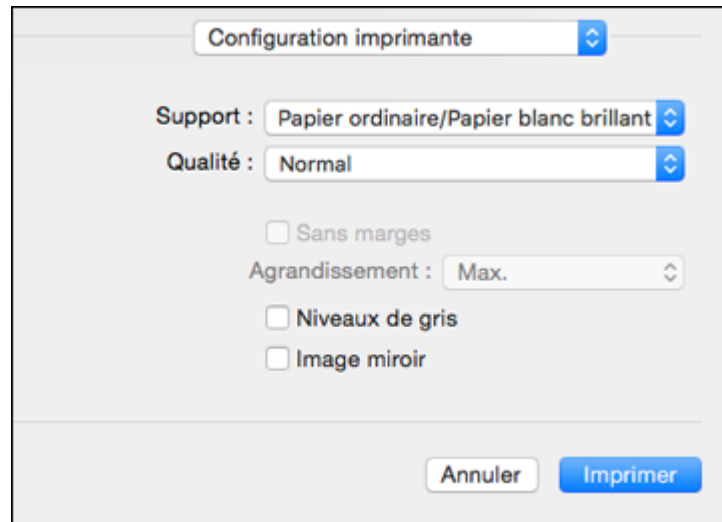 Configuration imprimante
Support : Papier ordinaire/Papier blanc brillant
Qualité : Normal
Sans marges
Agrandissement : Max.
Niveaux de gris
Image miroir
Annuler Imprimer